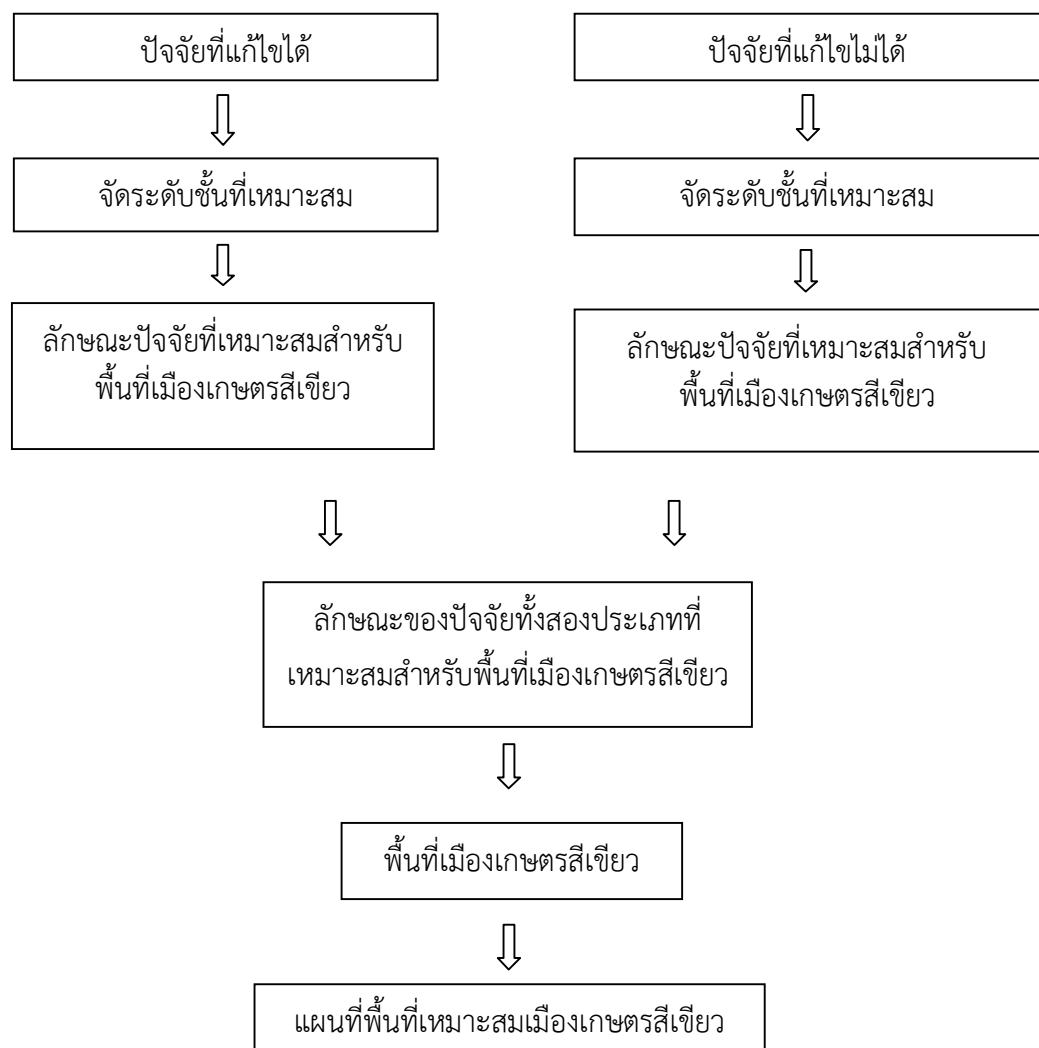 ปัจจัยที่แก้ไขได้
ปัจจัยที่แก้ไขไม่ได้
จัดระดับชั้นที่เหมาะสม
จัดระดับชั้นที่เหมาะสม
ลักษณะปัจจัยที่เหมาะสมสำหรับ
พื้นที่เมืองเกษตรสีเขียว
ลักษณะปัจจัยที่เหมาะสมสำหรับ
พื้นที่เมืองเกษตรสีเขียว
ลักษณะของปัจจัยทั้งสองประเภทที่
เหมาะสมสำหรับพื้นที่เมืองเกษตรสีเขียว
พื้นที่เมืองเกษตรสีเขียว
แผนที่พื้นที่เหมาะสมเมืองเกษตรสีเขียว